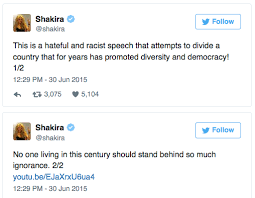 Shakira
@shakira
Follow
This is a hateful and racist speech that attempts to divide a
country that for years has promoted diversity and democracy!
1/2
12:29 PM - 30 Jun 2015
3,075 5,104
Shakira
@shakira
Follow
No one living in this century should stand behind so much
ignorance. 2/2
youtu.be/EJaXrxU6ua4
12:29 PM - 30 Jun 2015